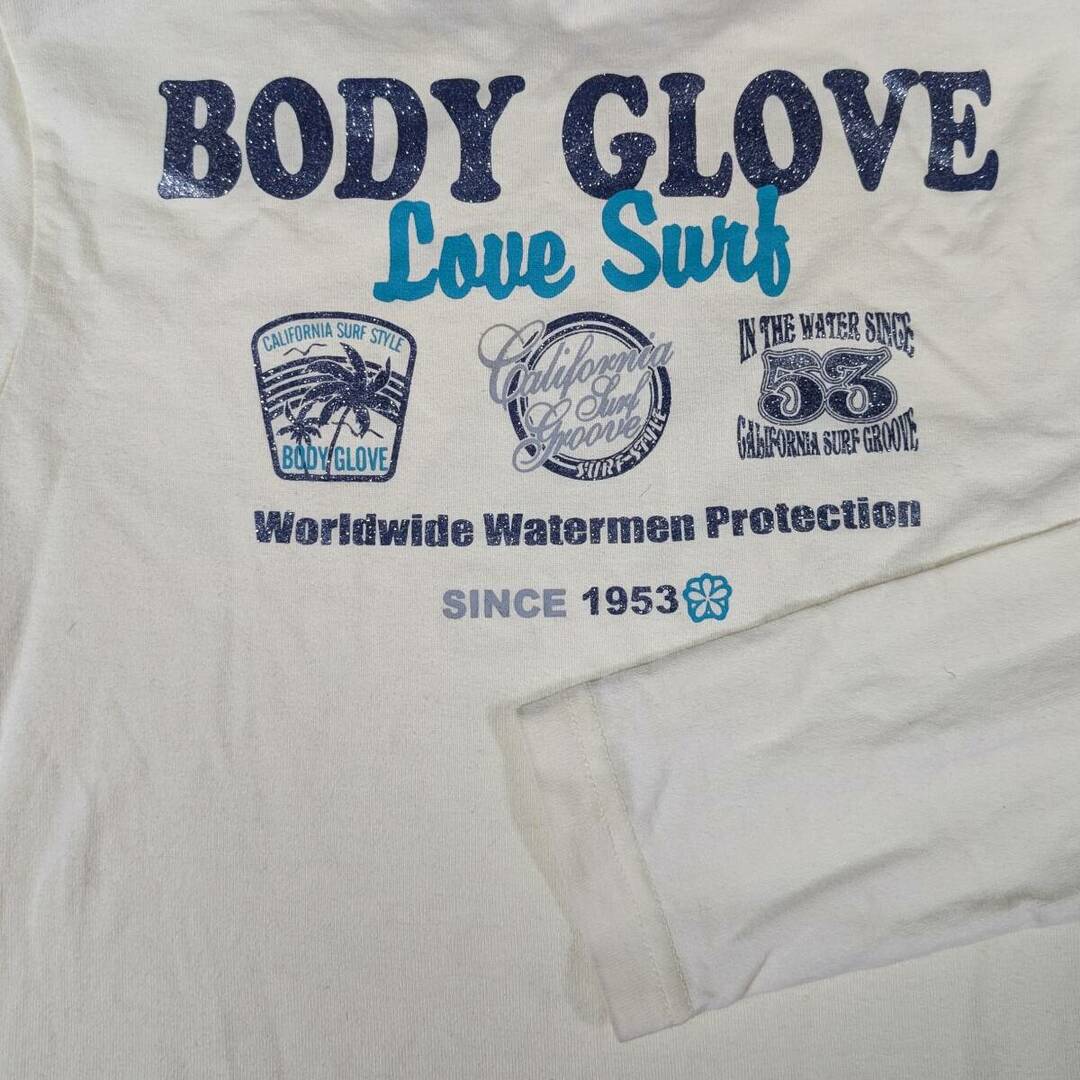 BODY GLOVE
Love Surf
CALIFORNIA SURF STYLE
BODY GLOVE
California
Surf
Groove
SURF-STYLE
IN THE WATER SINCE
53
CALIFORNIA SURF GROOVE
Worldwide Watermen Protection
SINCE 1953